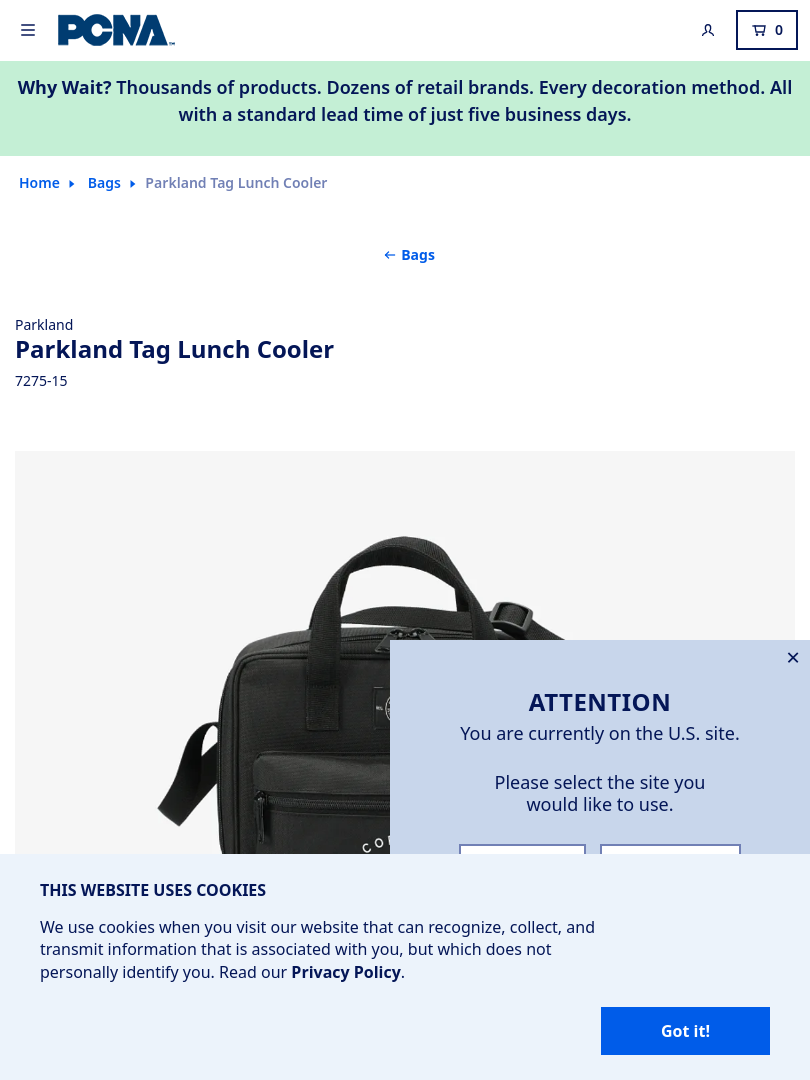 PCNA
0
Why Wait? Thousands of products. Dozens of retail brands. Every decoration method. All
with a standard lead time of just five business days.
Home
Bags
Parkland Tag Lunch Cooler
← Bags
Parkland
Parkland Tag Lunch Cooler
7275-15
ATTENTION
You are currently on the U.S. site.
Please select the site you
would like to use.
THIS WEBSITE USES COOKIES
We use cookies when you visit our website that can recognize, collect, and
transmit information that is associated with you, but which does not
personally identify you. Read our Privacy Policy.
Got it!